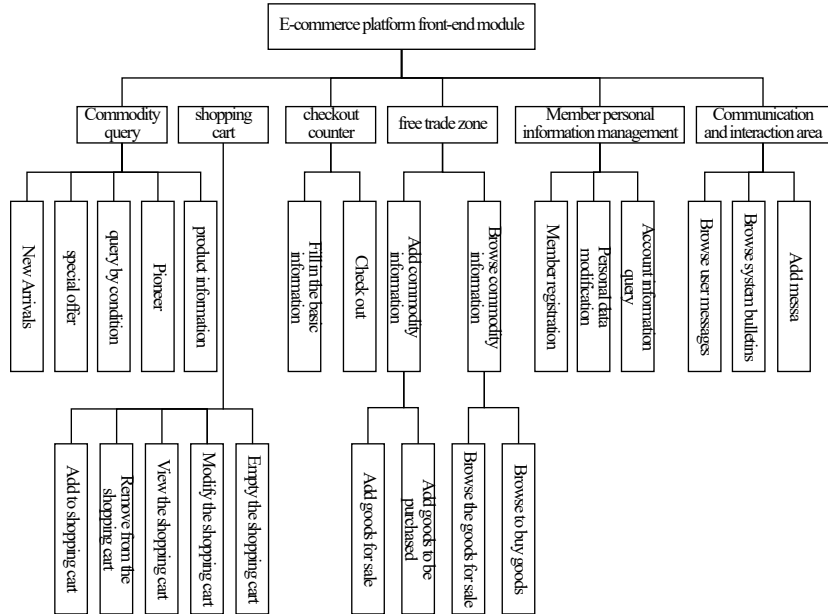 E-commerce platform front-end module
Commodity
query
shopping
cart
checkout
counter
free trade zone
Member personal
information management
Communication
and interaction area
New Arrivals
special offer
query by condition
Pioneer
product information
Fill in the basic
information
Check out
Add commodity
information
Browse commodity
information
Member registration
Personal data
modification
Account information
query
Browse user messages
Browse system bulletins
Add messa
Add to shopping cart
Remove from the
shopping cart
View the shopping cart
Modify the shopping cart
Empty the shopping cart
Add goods for sale
Add goods to be
purchased
Browse the goods for sale
Browse to buy goods